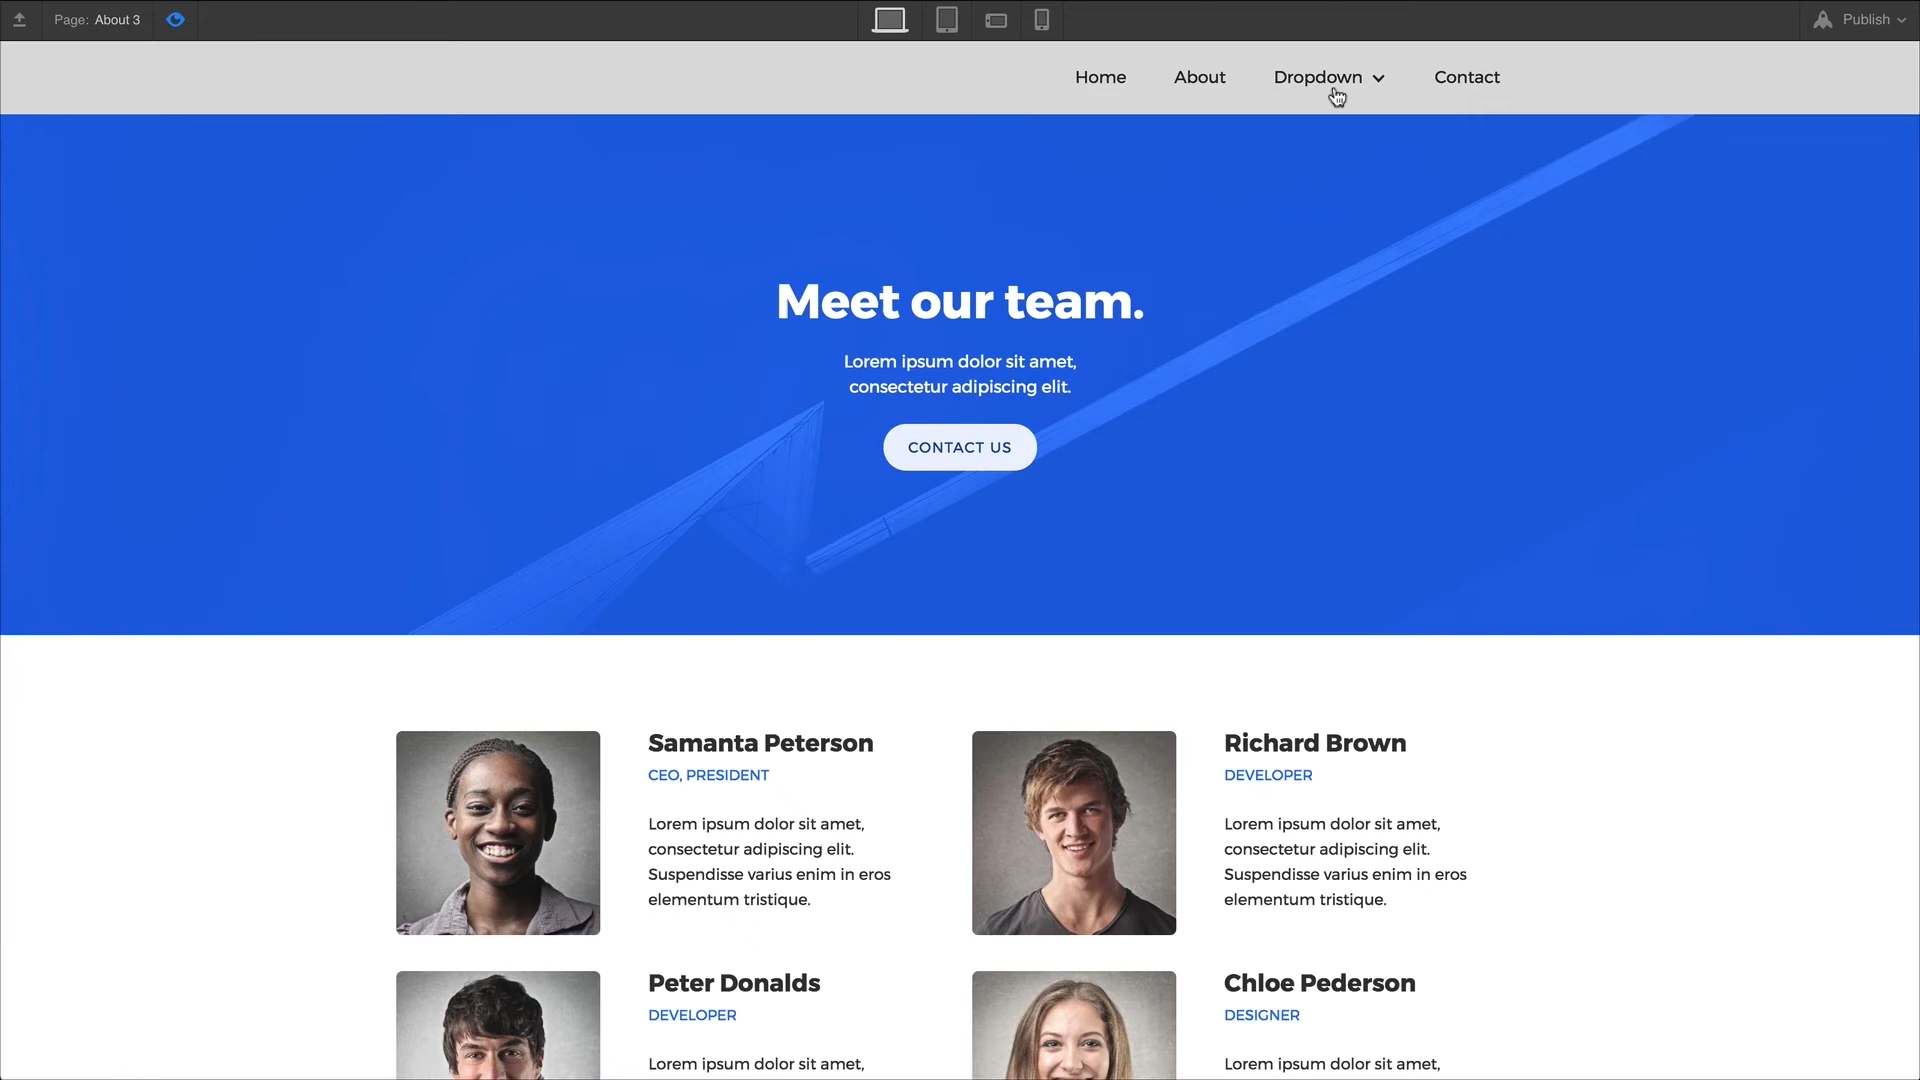 Page: About 3
Publish
Home About Dropdown Contact
Meet our team.
Lorem ipsum dolor sit amet,
consectetur adipiscing elit.
CONTACT US
Samanta Peterson
CEO, PRESIDENT
Lorem ipsum dolor sit amet,
consectetur adipiscing elit.
Suspendisse varius enim in eros
elementum tristique.
Richard Brown
DEVELOPER
Lorem ipsum dolor sit amet,
consectetur adipiscing elit.
Suspendisse varius enim in eros
elementum tristique.
Peter Donalds
DEVELOPER
Lorem ipsum dolor sit amet,
Chloe Pederson
DESIGNER
Lorem ipsum dolor sit amet,